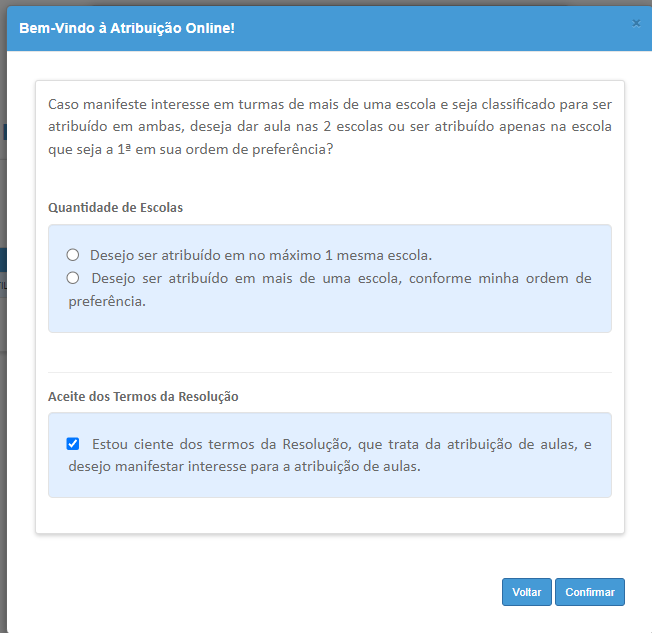 Bem-Vindo à Atribuição Online!
×
Caso manifeste interesse em turmas de mais de uma escola e seja classificado para ser
atribuído em ambas, deseja dar aula nas 2 escolas ou ser atribuído apenas na escola
que seja a 1ª em sua ordem de preferência?
Quantidade de Escolas
Desejo ser atribuído em no máximo 1 mesma escola.
Desejo ser atribuído em mais de uma escola, conforme minha ordem de
preferência.
Aceite dos Termos da Resolução
Estou ciente dos termos da Resolução, que trata da atribuição de aulas, e
desejo manifestar interesse para a atribuição de aulas.
Voltar Confirmar